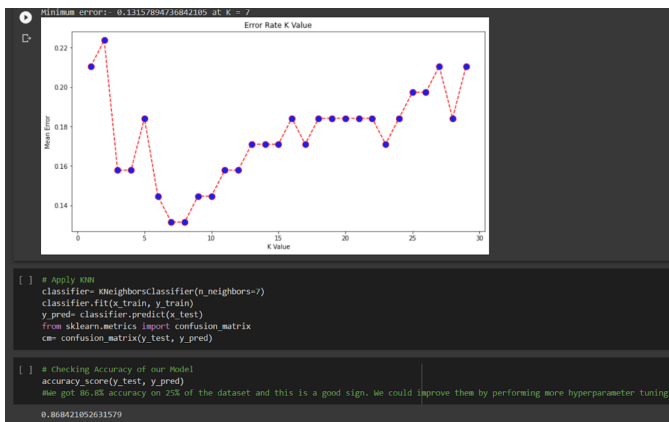 Minimum error:- 0.13157894736842105 at K = 7
Error Rate K Value
0.22
0.20
0.18
0.16
0.14
Mean Error
0
5
10
15
20
25
30
K Value
[ ] # Apply KNN
classifier= KNeighborsClassifier(n_neighbors=7)
classifier.fit(x_train, y_train)
y_pred= classifier.predict(x_test)
from sklearn.metrics import confusion_matrix
cm= confusion_matrix(y_test, y_pred)
[ ] # Checking Accuracy of our Model
accuracy_score(y_test, y_pred)
#We got 86.8% accuracy on 25% of the dataset and this is a good sign. We could improve them by performing more hyperparameter tuning
0.868421052631579